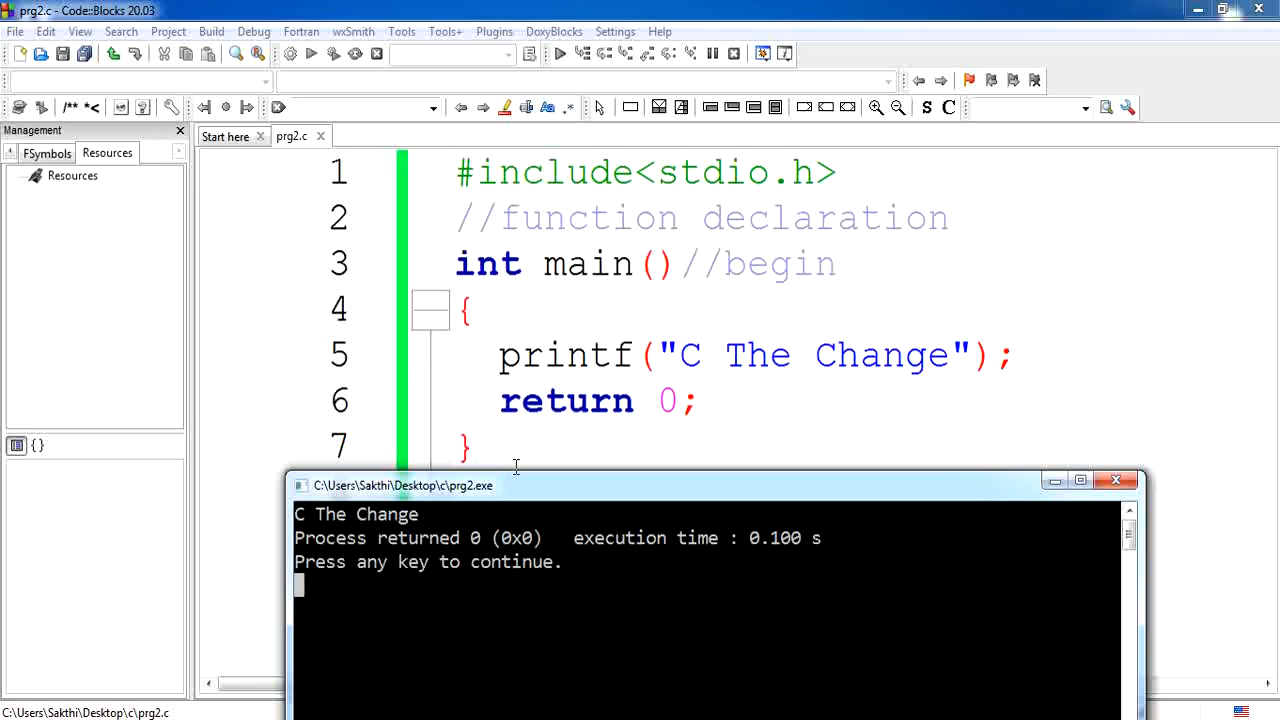 prg2.c - Code::Blocks 20.03
File Edit View Search Project Build Debug Fortran wxSmith Tools Tools+ Plugins DoxyBlocks Settings Help
/** *<
Aa .*
S C
Management
Start here prg2.c
FSymbols Resources
Resources
1 #include<stdio.h>
2 //function declaration
3 int main()//begin
4 {
5 printf("C The Change");
6 return 0;
7 }
{}
C:\Users\Sakthi\Desktop\c\prg2.exe
C The Change
Process returned 0 (0x0)   execution time : 0.100 s
Press any key to continue.
C:\Users\Sakthi\Desktop\c\prg2.c